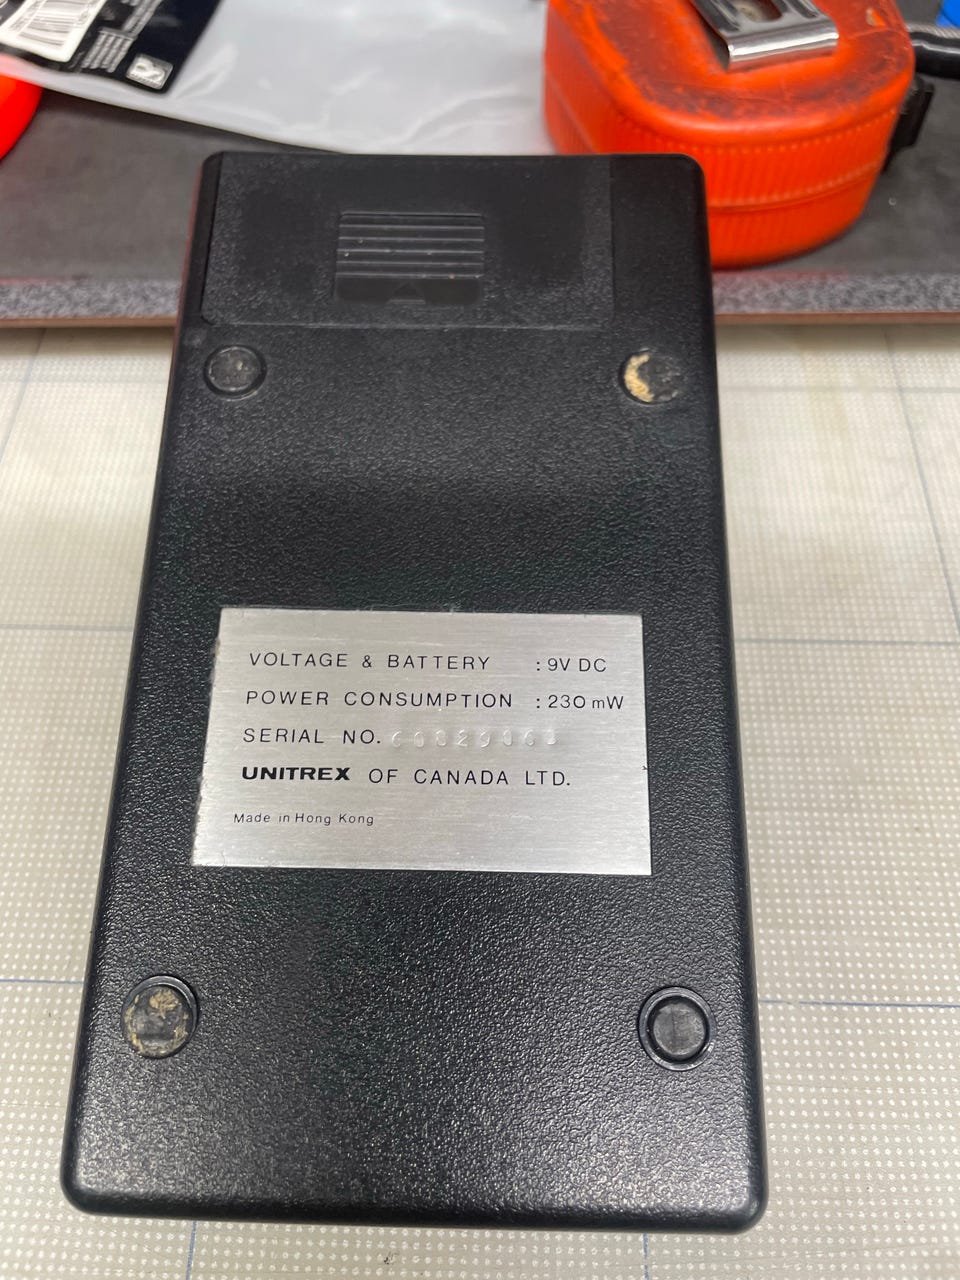 VOLTAGE & BATTERY : 9V DC
POWER CONSUMPTION : 230 mW
SERIAL NO.
UNITREX OF CANADA LTD.
Made in Hong Kong